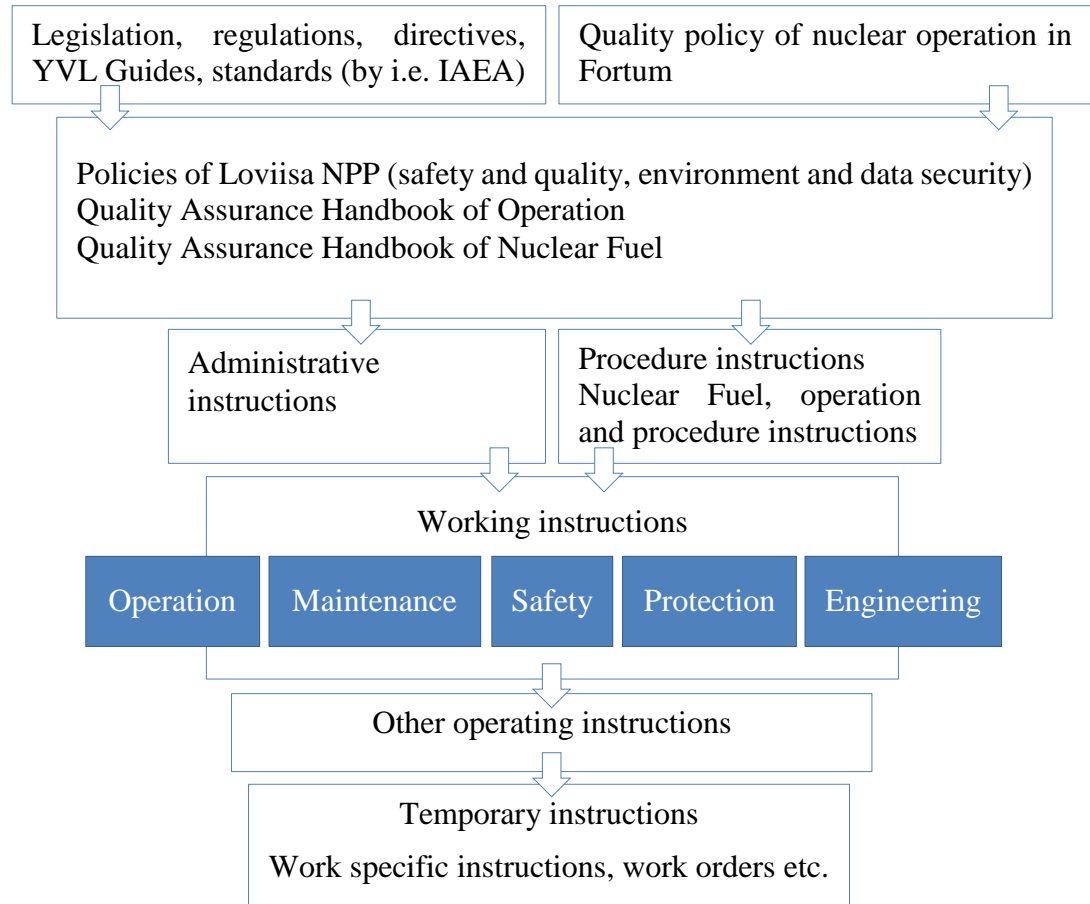 Legislation, regulations, directives,
YVL Guides, standards (by i.e. IAEA)
Quality policy of nuclear operation in
Fortum
Policies of Loviisa NPP (safety and quality, environment and data security)
Quality Assurance Handbook of Operation
Quality Assurance Handbook of Nuclear Fuel
Administrative
instructions
Procedure instructions
Nuclear Fuel, operation
and procedure instructions
Working instructions
Operation
Maintenance
Safety
Protection
Engineering
Other operating instructions
Temporary instructions
Work specific instructions, work orders etc.